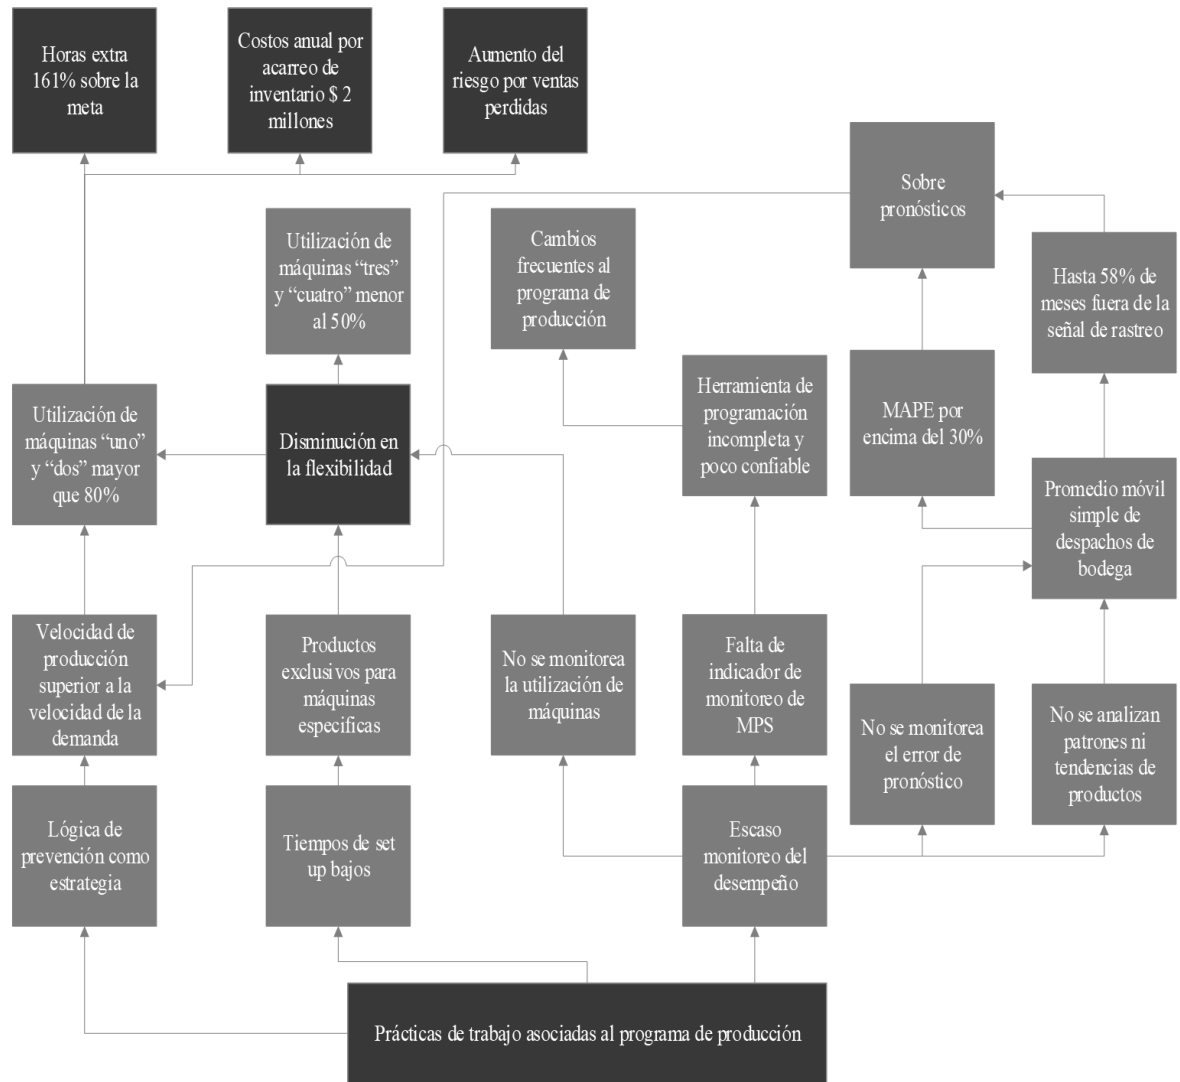 Horas extra
161% sobre la
meta
Costos anual por
acarreo de
inventario $ 2
millones
Aumento del
riesgo por ventas
perdidas
Sobre
pronósticos
Utilización de
máquinas “tres”
y “cuatro” menor
al 50%
Cambios
frecuentes al
programa de
producción
Hasta 58% de
meses fuera de la
señal de rastreo
Utilización de
máquinas “uno”
y “dos” mayor
que 80%
Disminución en
la flexibilidad
Herramienta de
programación
incompleta y
poco confiable
MAPE por
encima del 30%
Promedio móvil
simple de
despachos de
bodega
Velocidad de
producción
superior a la
velocidad de la
demanda
Productos
exclusivos para
máquinas
especificas
No se monitorea
la utilización de
máquinas
Falta de
indicador de
monitoreo de
MPS
No se monitorea
el error de
pronóstico
No se analizan
patrones ni
tendencias de
productos
Lógica de
prevención como
estrategia
Tiempos de set
up bajos
Escaso
monitoreo del
desempeño
Prácticas de trabajo asociadas al programa de producción